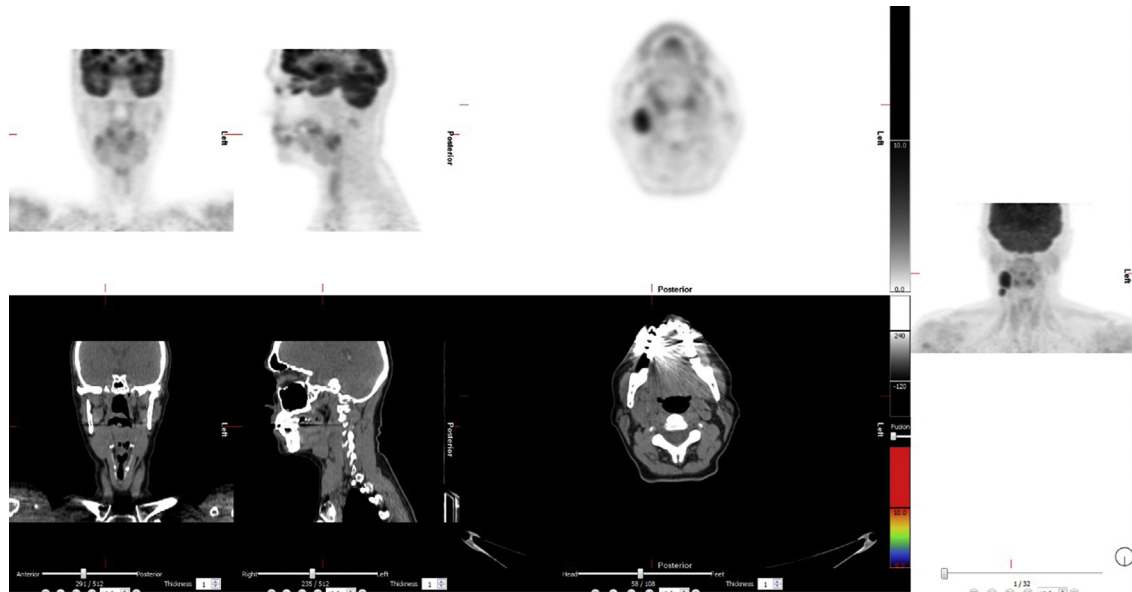 Left
Posterior
Left
10.0
0.0
Left
Posterior
Left
Posterior
Left
240
-120
Fusion
10.0
Anterior
Posterior
291 / 512
Thickness
1
Right
Left
235 / 512
Thickness
1
Posterior
Head
Feet
58 / 108
Thickness
1
1 / 32